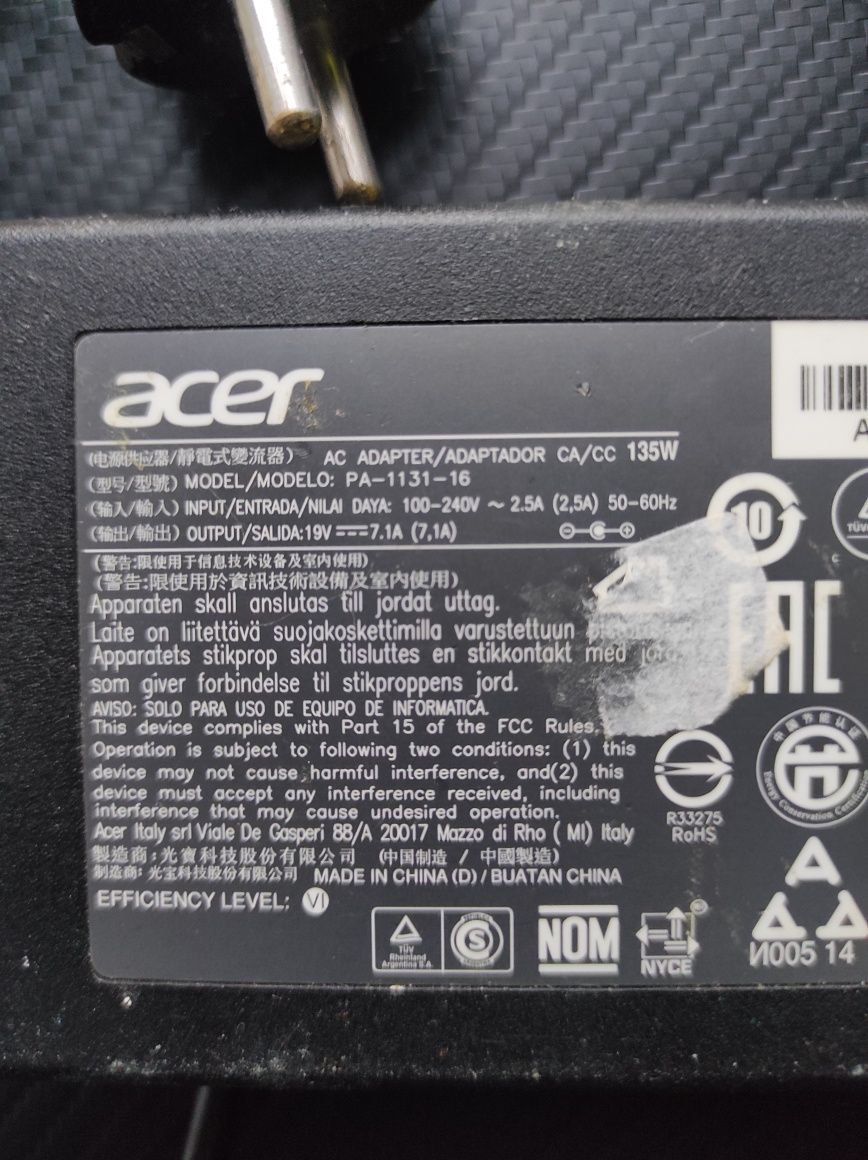 acer
(电源供应器/靜電式變流器) AC ADAPTER/ADAPTADOR CA/CC 135W
(型号/型號) MODEL/MODELO: PA-1131-16
(输入/輸入) INPUT/ENTRADA/NILAI DAYA: 100-240V ~ 2.5A (2,5A) 50-60Hz
(输出/輸出) OUTPUT/SALIDA:19V⎓7.1A (7,1A)
(警告:限使用于信息技术设备及室内使用)
(警告:限使用於資訊技術設備及室內使用)
Apparaten skall anslutas till jordat uttag.
Laite on liitettävä suojakoskettimilla varustettuun
Apparatets stikprop skal tilsluttes en stikkontakt med
som giver forbindelse til stikproppens jord.
AVISO: SOLO PARA USO DE EQUIPO DE INFORMATICA.
This device complies with Part 15 of the FCC Rules.
Operation is subject to following two conditions: (1) this
device may not cause harmful interference, and(2) this
device must accept any interference received, including
interference that may cause undesired operation.
Acer Italy srl Viale De Gasperi 88/A 20017 Mazzo di Rho ( MI) Italy
製造商:光寶科技股份有限公司 (中国制造 / 中國製造)
制造商: 光宝科技股份有限公司 MADE IN CHINA (D) / BUATAN CHINA
EFFICIENCY LEVEL: VI
TÜV
Rheinland
Argentina S.A.
S
NOM
NYCE
10
TÜV
EAC
R33275
RoHS
中国节能认证
Energy Conservation
И005 14
A